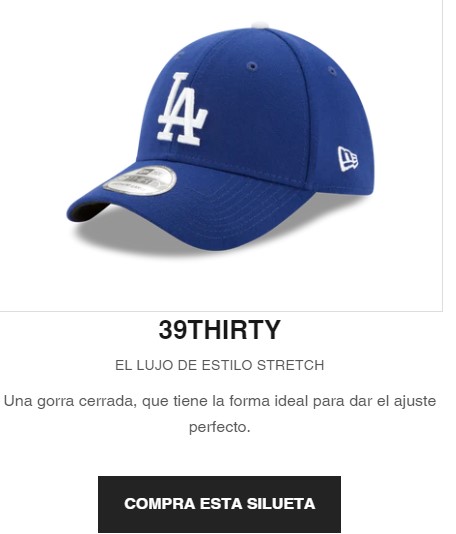 LA
39THIRTY
EL LUJO DE ESTILO STRETCH
Una gorra cerrada, que tiene la forma ideal para dar el ajuste
perfecto.
COMPRA ESTA SILUETA